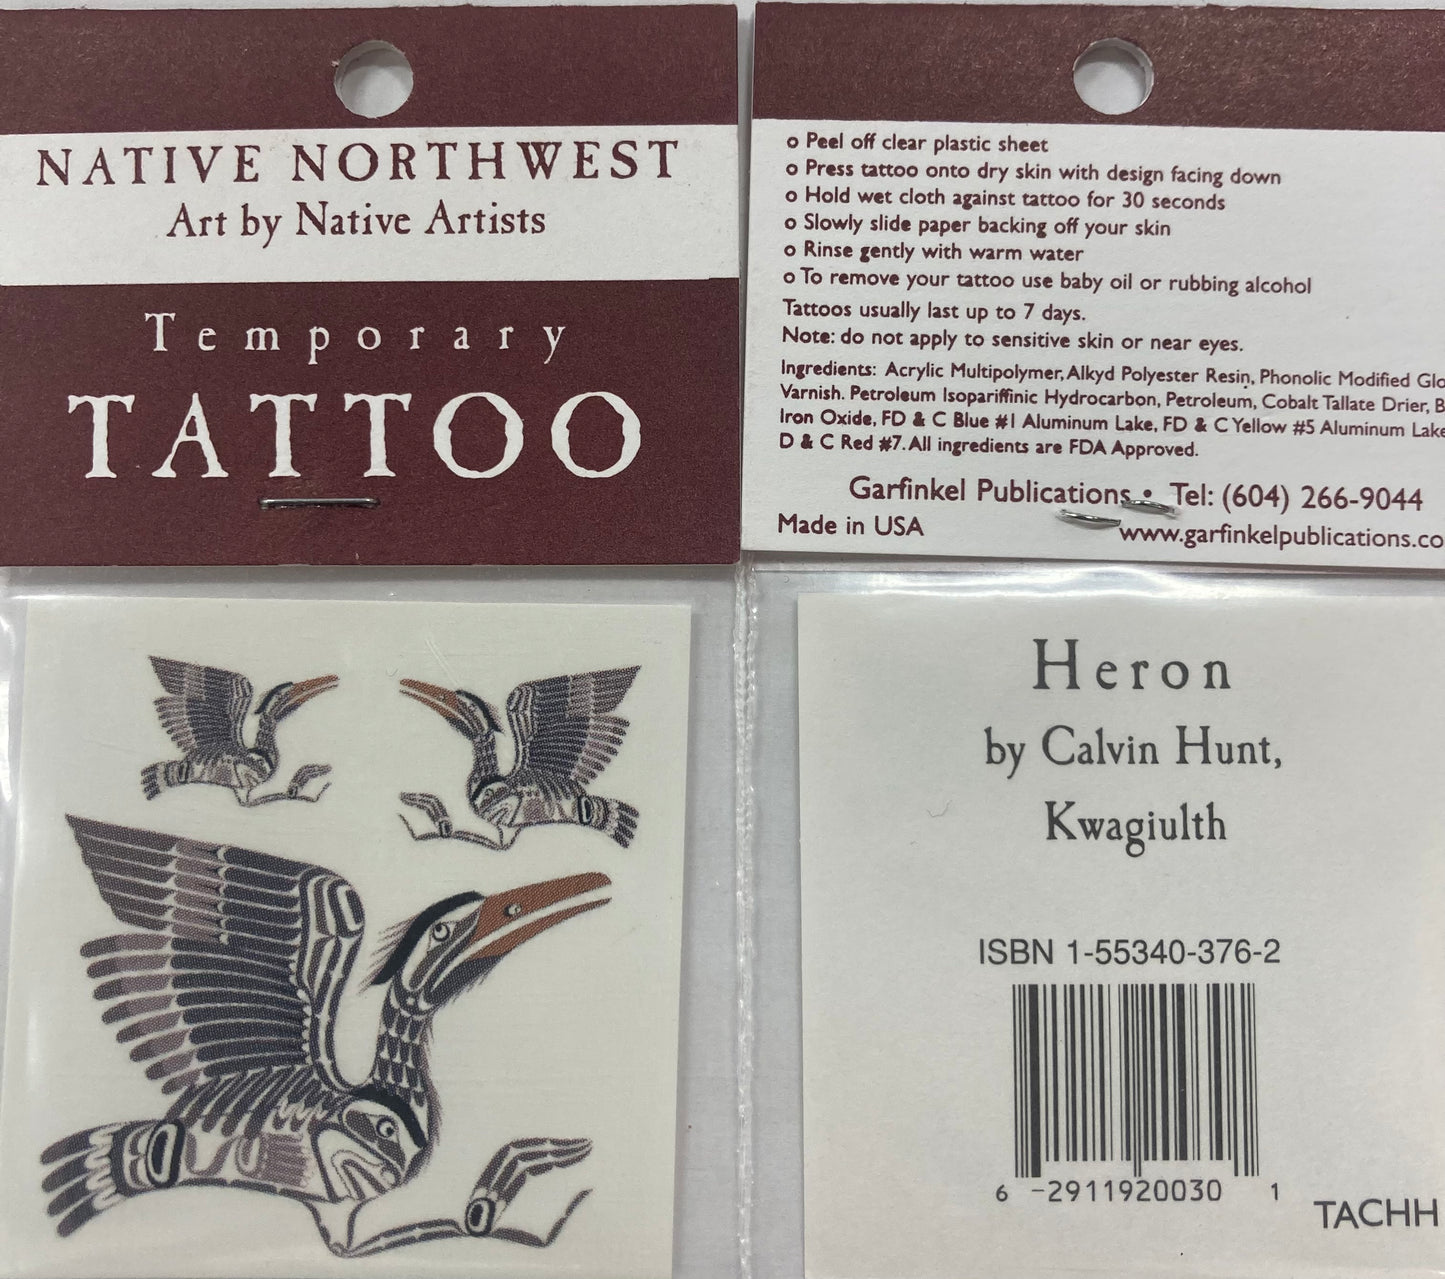 NATIVE NORTHWEST
Art by Native Artists
Temporary
TATTOO
o Peel off clear plastic sheet
o Press tattoo onto dry skin with design facing down
o Hold wet cloth against tattoo for 30 seconds
o Slowly slide paper backing off your skin
o Rinse gently with warm water
o To remove your tattoo use baby oil or rubbing alcohol
Tattoos usually last up to 7 days.
Note: do not apply to sensitive skin or near eyes.
Ingredients: Acrylic Multipolymer, Alkyd Polyester Resin, Phonolic Modified
Varnish. Petroleum Isopariffinic Hydrocarbon, Petroleum, Cobalt Tallate Drier,
Iron Oxide, FD & C Blue #1 Aluminum Lake, FD & C Yellow #5 Aluminum Lake
D & C Red #7. All ingredients are FDA Approved.
Garfinkel Publications • Tel: (604) 266-9044
Made in USA www.garfinkelpublications.co
Heron
by Calvin Hunt,
Kwagiulth
ISBN 1-55340-376-2
6 -2911920030 1
TACHH